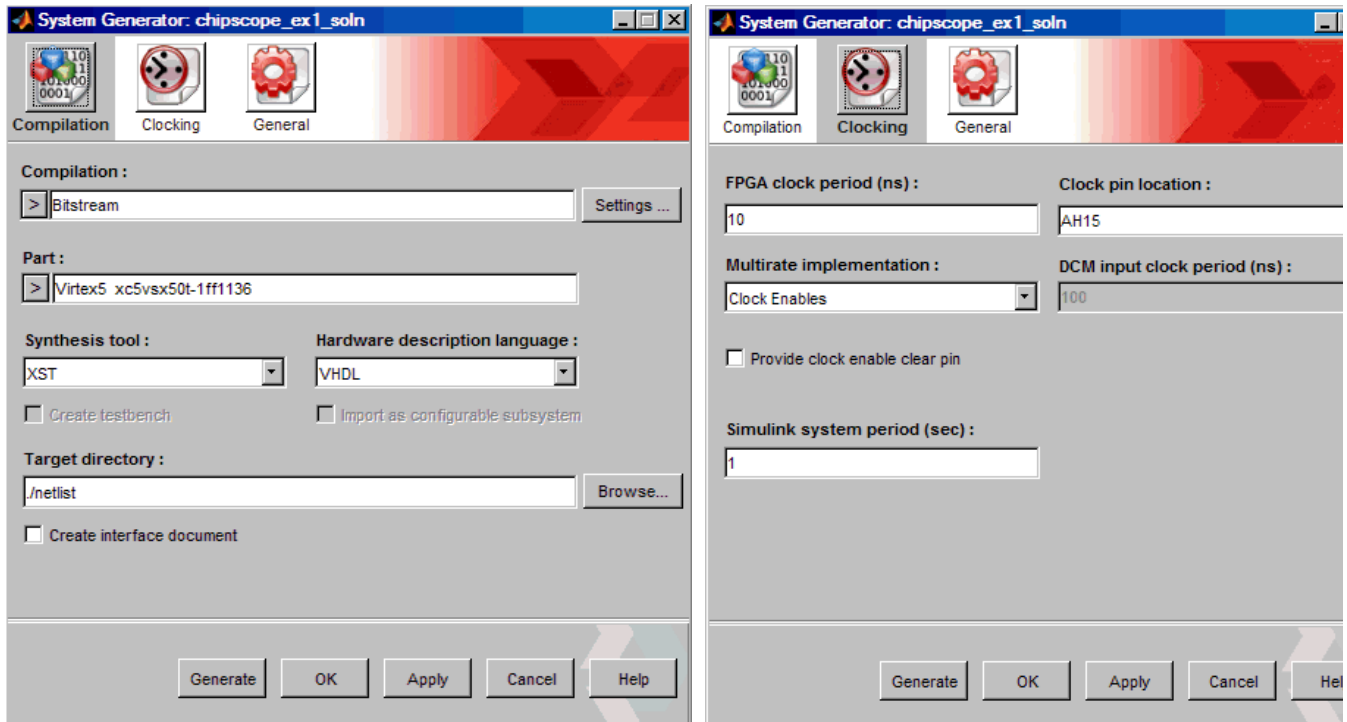 System Generator: chipscope_ex1_soln
Compilation Clocking General
Compilation :
> Bitstream Settings ...
Part :
> Virtex5 xc5vsx50t-1ff1136
Synthesis tool : Hardware description language :
XST VHDL
Create testbench Import as configurable subsystem
Target directory :
./netlist Browse...
Create interface document
Generate OK Apply Cancel Help
System Generator: chipscope_ex1_soln
Compilation Clocking General
FPGA clock period (ns) : Clock pin location :
10 AH15
Multirate implementation : DCM input clock period (ns) :
Clock Enables 100
Provide clock enable clear pin
Simulink system period (sec) :
1
Generate OK Apply Cancel Hel